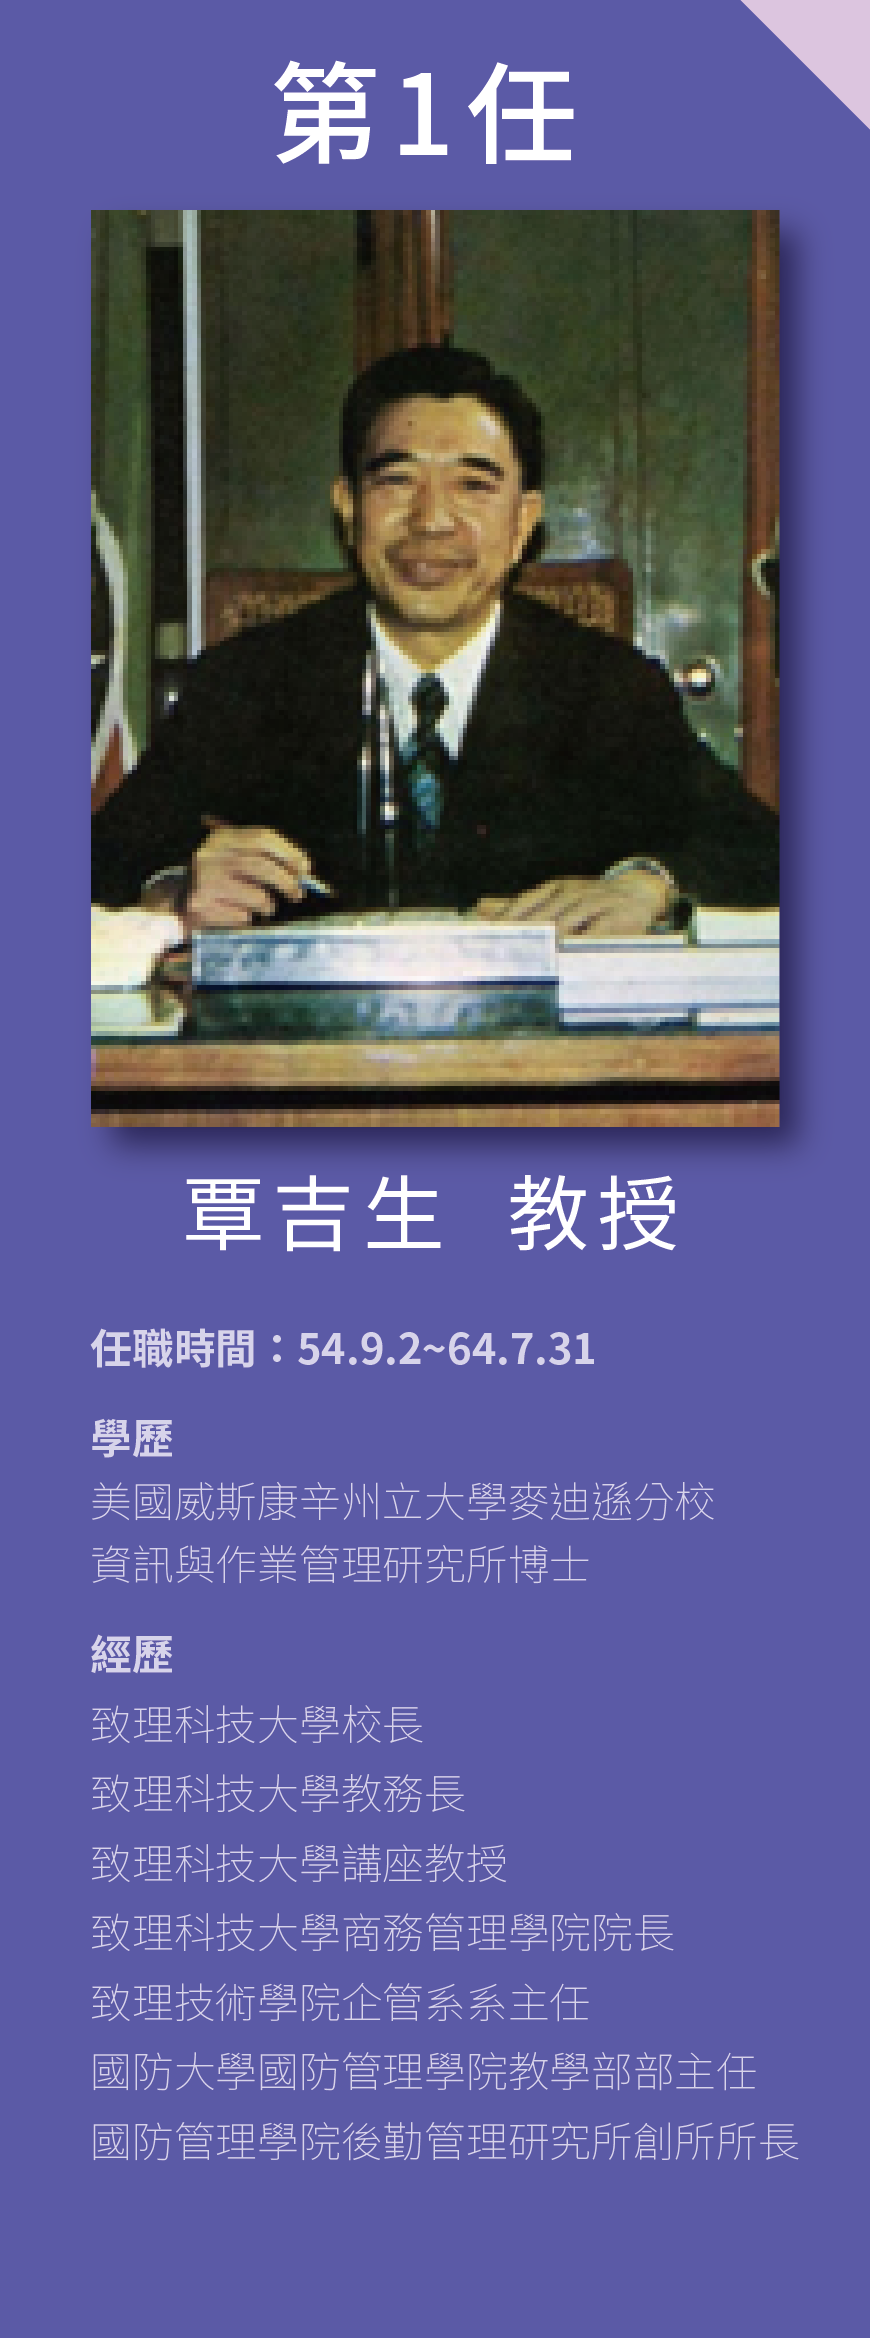 第1任
覃吉生 教授
任職時間：54.9.2~64.7.31
學歷
美國威斯康辛州立大學麥迪遜分校
資訊與作業管理研究所博士
經歷
致理科技大學校長
致理科技大學教務長
致理科技大學講座教授
致理科技大學商務管理學院院長
致理技術學院企管系系主任
國防大學國防管理學院教學部部主任
國防管理學院後勤管理研究所創所所長